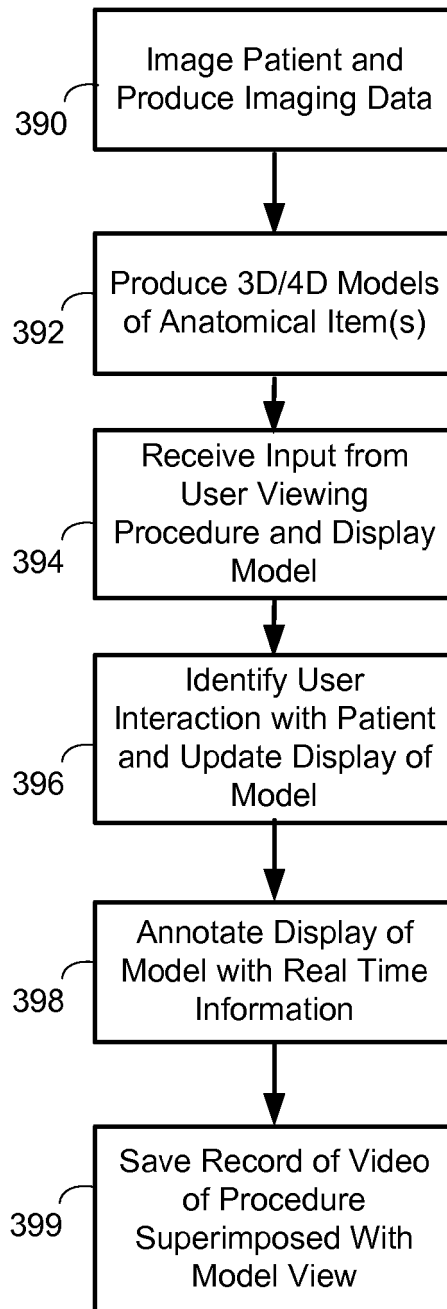 Image Patient and
Produce Imaging Data
390
Produce 3D/4D Models
of Anatomical Item(s)
392
Receive Input from
User Viewing
Procedure and Display
Model
394
Identify User
Interaction with Patient
and Update Display of
Model
396
Annotate Display of
Model with Real Time
Information
398
Save Record of Video
of Procedure
Superimposed With
Model View
399